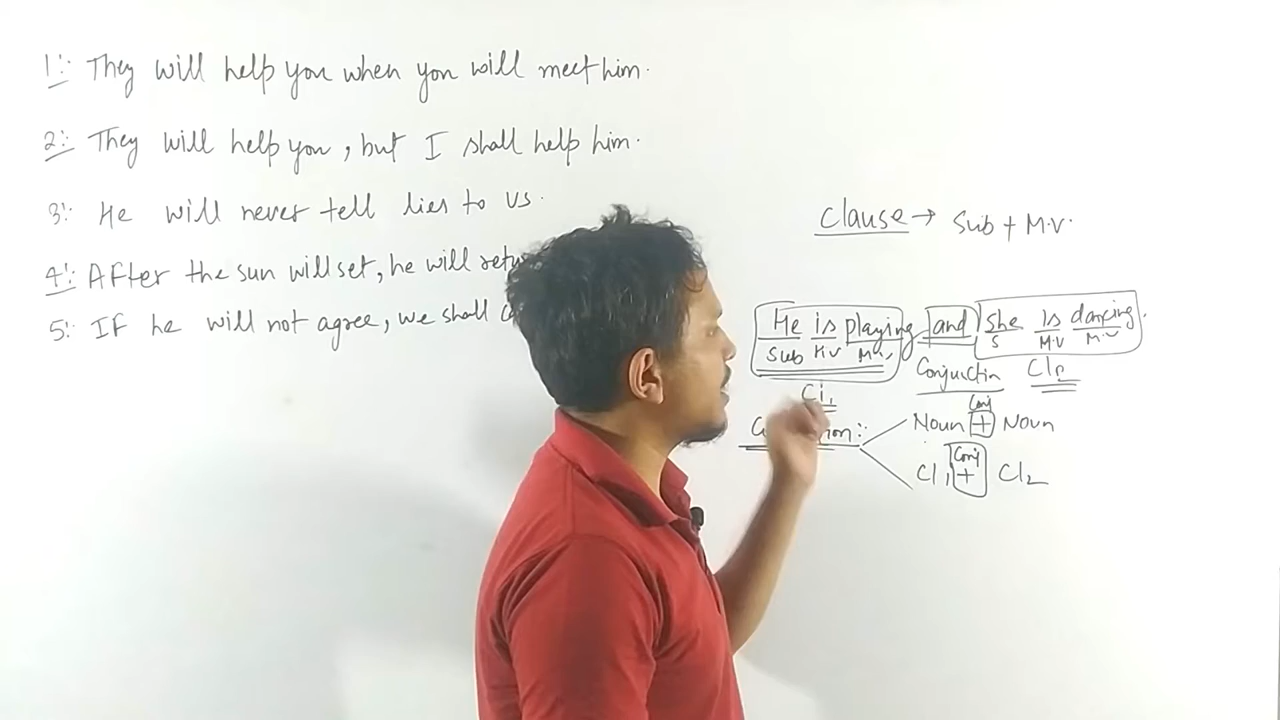 1:- They will help you when you will meet him.
2:- They will help you, but I shall help him.
3:- He will never tell lies to us.
4:- After the sun will set, he will
5:- If he will not agree, we shall
Clause → Sub + M.V.
He is playing and she is dancing.
Sub H.V M.V S M.V M.V
Conjuction Cl2
Cl1
Conj
Noun + Noun
Conj
Cl1 + Cl2